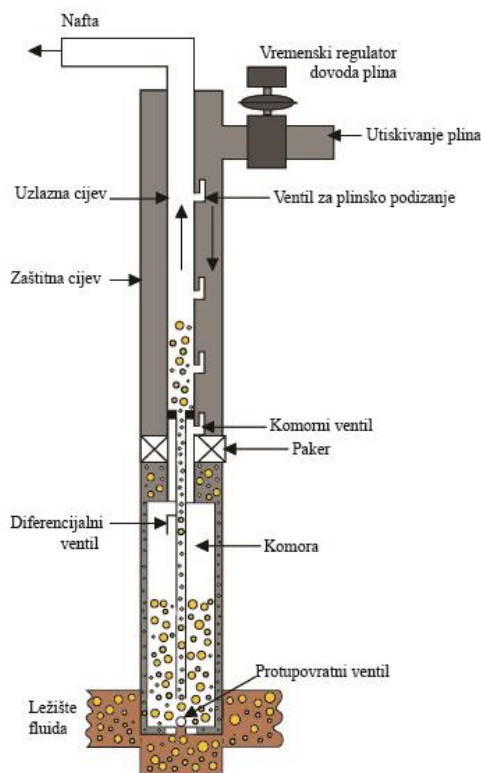 Nafta
Vremenski regulator
dovoda plina
Utiskivanje plina
Uzlazna cijev
Ventil za plinsko podizanje
Zaštitna cijev
Komorni ventil
Paker
Diferencijalni
ventil
Komora
Protupovratni ventil
Ležište
fluida